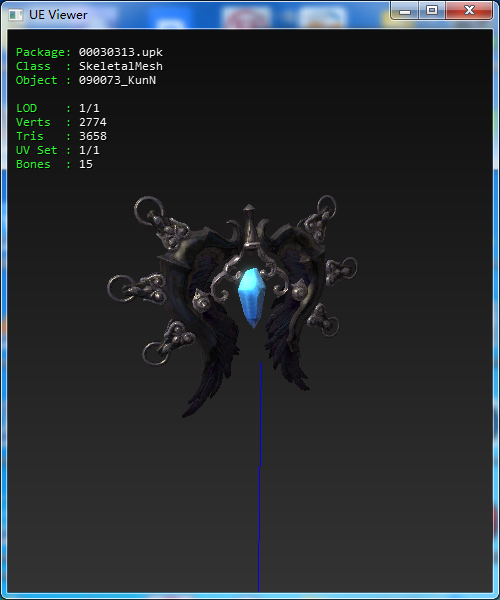 UE Viewer
Package: 00030313.upk
Class : SkeletalMesh
Object : 090073_KunN
LOD : 1/1
Verts : 2774
Tris : 3658
UV Set : 1/1
Bones : 15